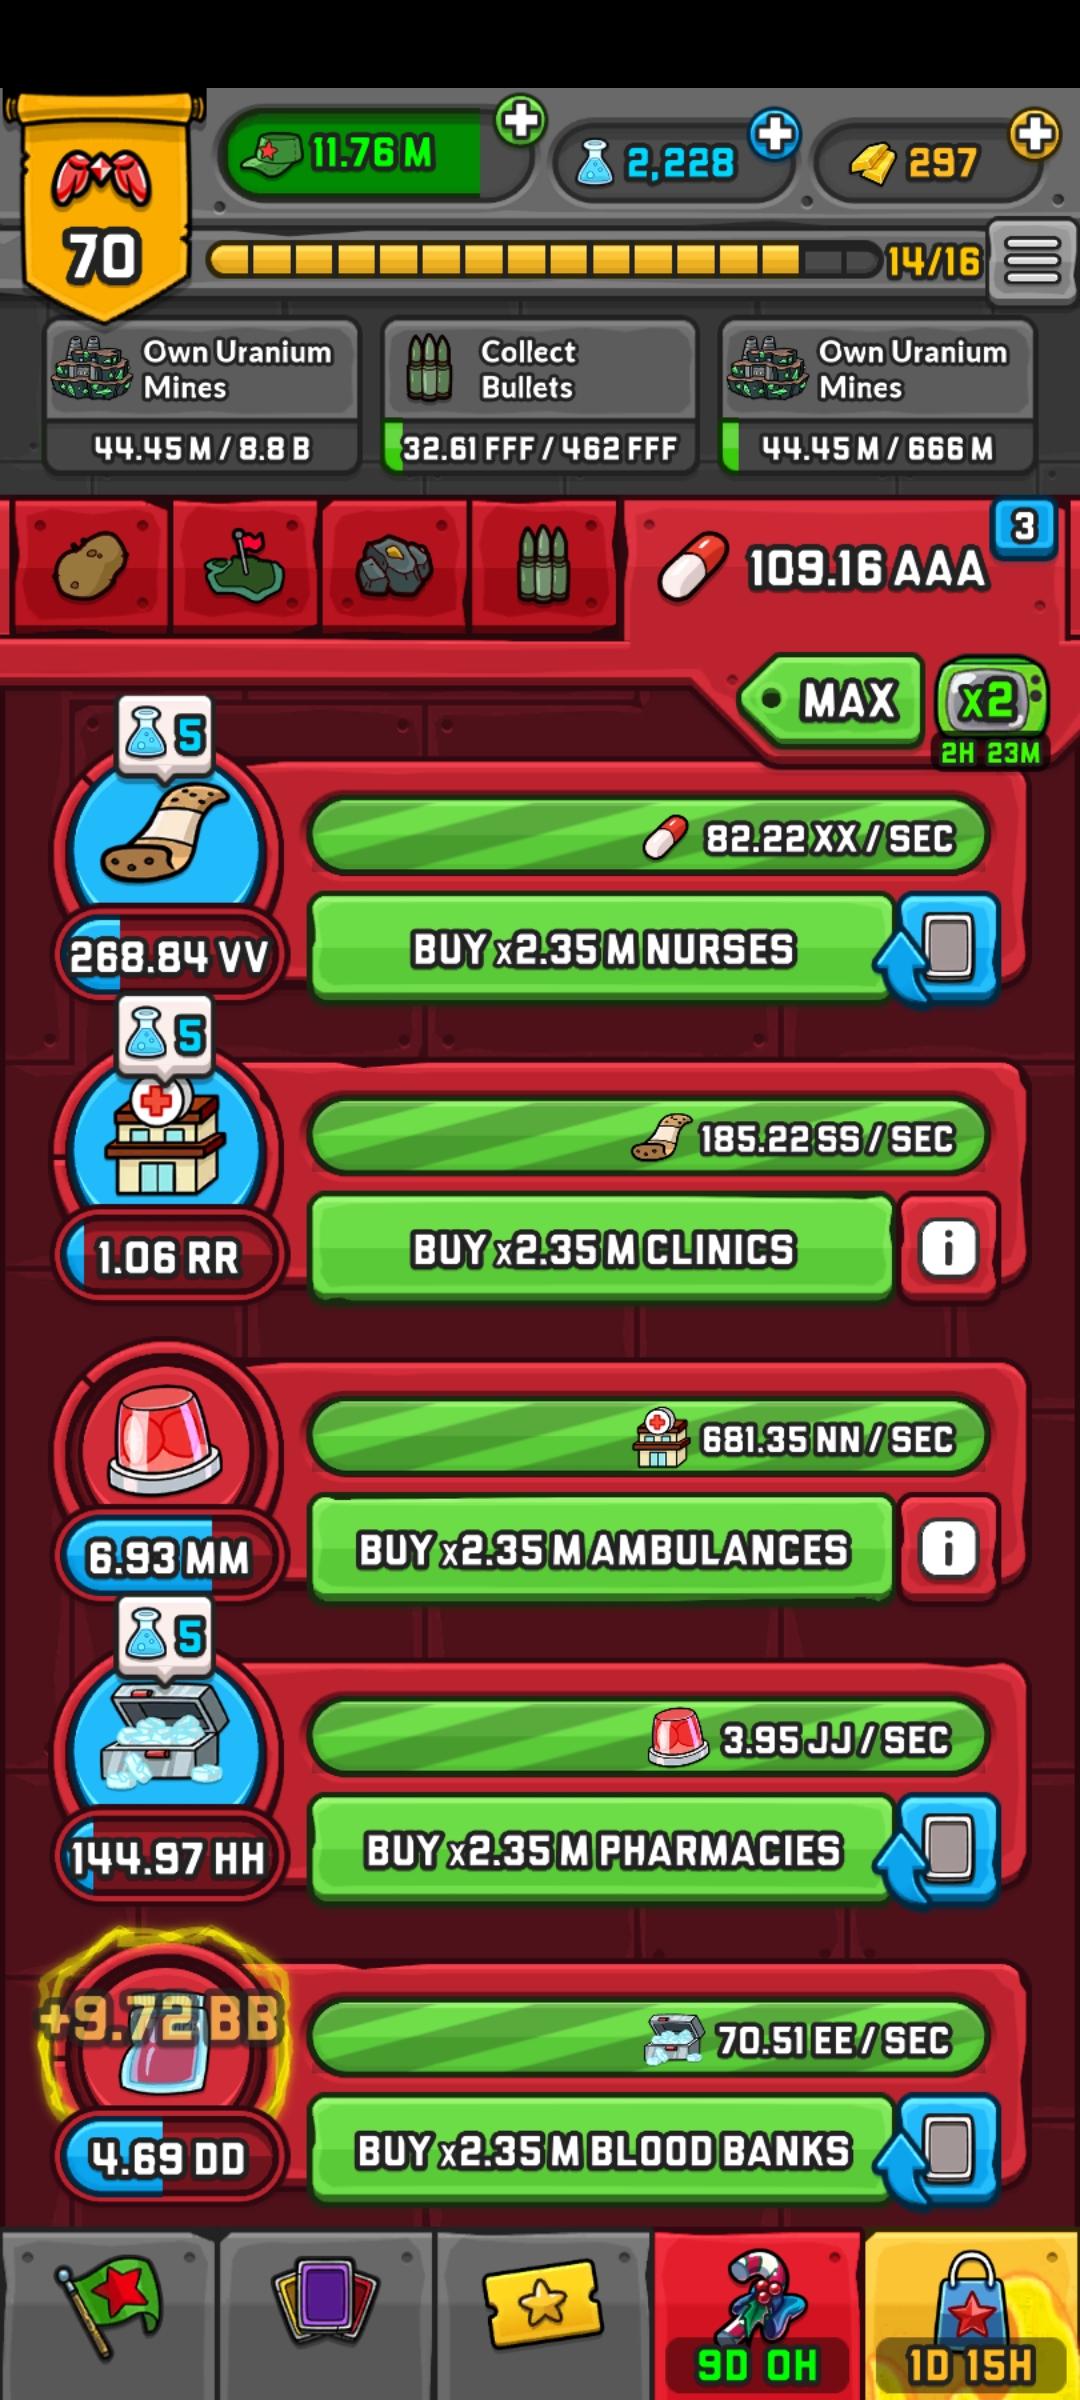 70
11.76 M
2,228
297
14/16
Own Uranium
Mines
44.45 M / 8.8 B
Collect
Bullets
32.61 FFF / 462 FFF
Own Uranium
Mines
44.45 M / 666 M
109.16 AAA
3
MAX
x2
2H 23M
5
82.22 XX / SEC
268.84 VV
BUY x2.35 M NURSES
5
185.22 SS / SEC
1.06 RR
BUY x2.35 M CLINICS
i
681.35 NN / SEC
6.93 MM
BUY x2.35 M AMBULANCES
i
5
3.95 JJ / SEC
144.97 HH
BUY x2.35 M PHARMACIES
+9.72 BB
70.51 EE / SEC
4.69 DD
BUY x2.35 M BLOOD BANKS
9D 0H
1D 15H